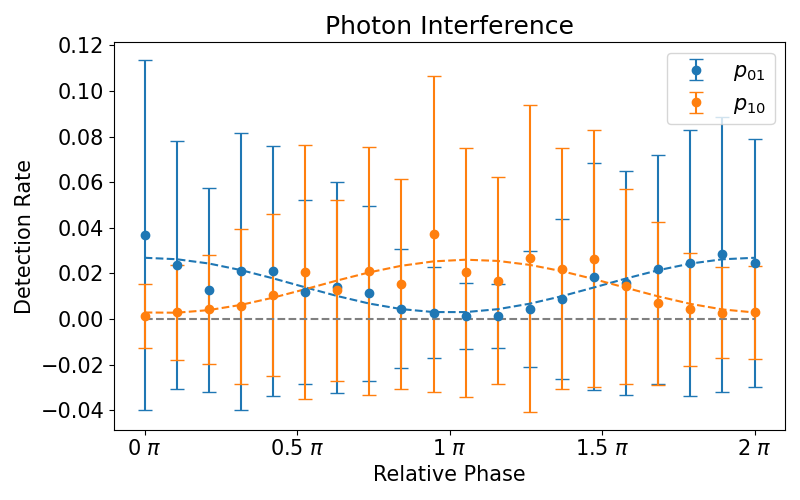 Photon Interference
0.12
0.10
0.08
0.06
0.04
0.02
0.00
−0.02
−0.04
Detection Rate
p01
p10
0 π
0.5 π
1 π
1.5 π
2 π
Relative Phase